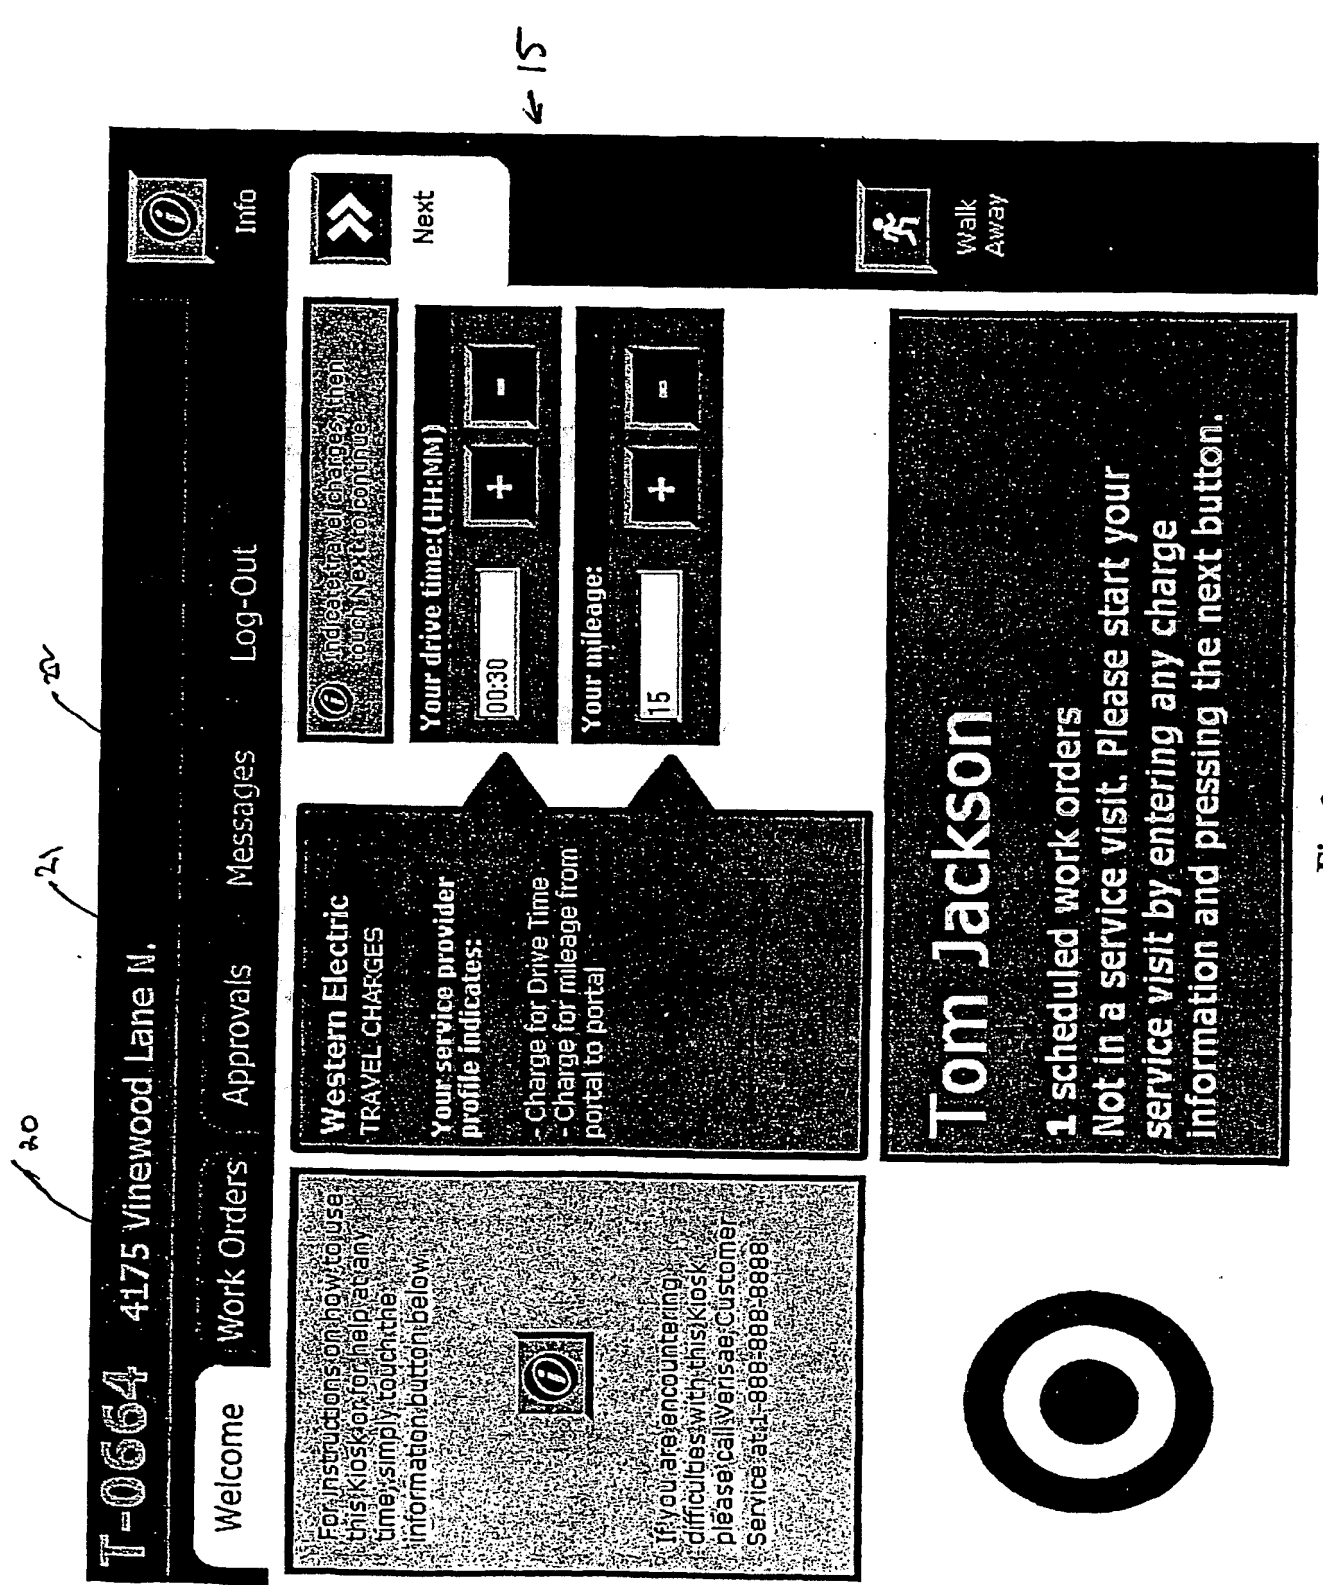 20
21
22
15
T-0664 4175 Vinewood Lane N.
Info
Welcome
Work Orders
Approvals
Messages
Log-Out
For instructions on how to use
this Kiosk or for help at any
time, simply touch the
information button below.
If you are encountering
difficulties with this Kiosk
please call Verisae Customer
Service at 1-888-888-8888
Western Electric
TRAVEL CHARGES
Your service provider
profile indicates:
- Charge for Drive Time
- Charge for mileage from
portal to portal
Indicate travel charges, then
touch Next to continue.
Your drive time:(HH:MM)
00:30
+
-
Your mileage:
15
+
-
Next
Walk
Away
Tom Jackson
1 scheduled work orders
Not in a service visit. Please start your
service visit by entering any charge
information and pressing the next button.